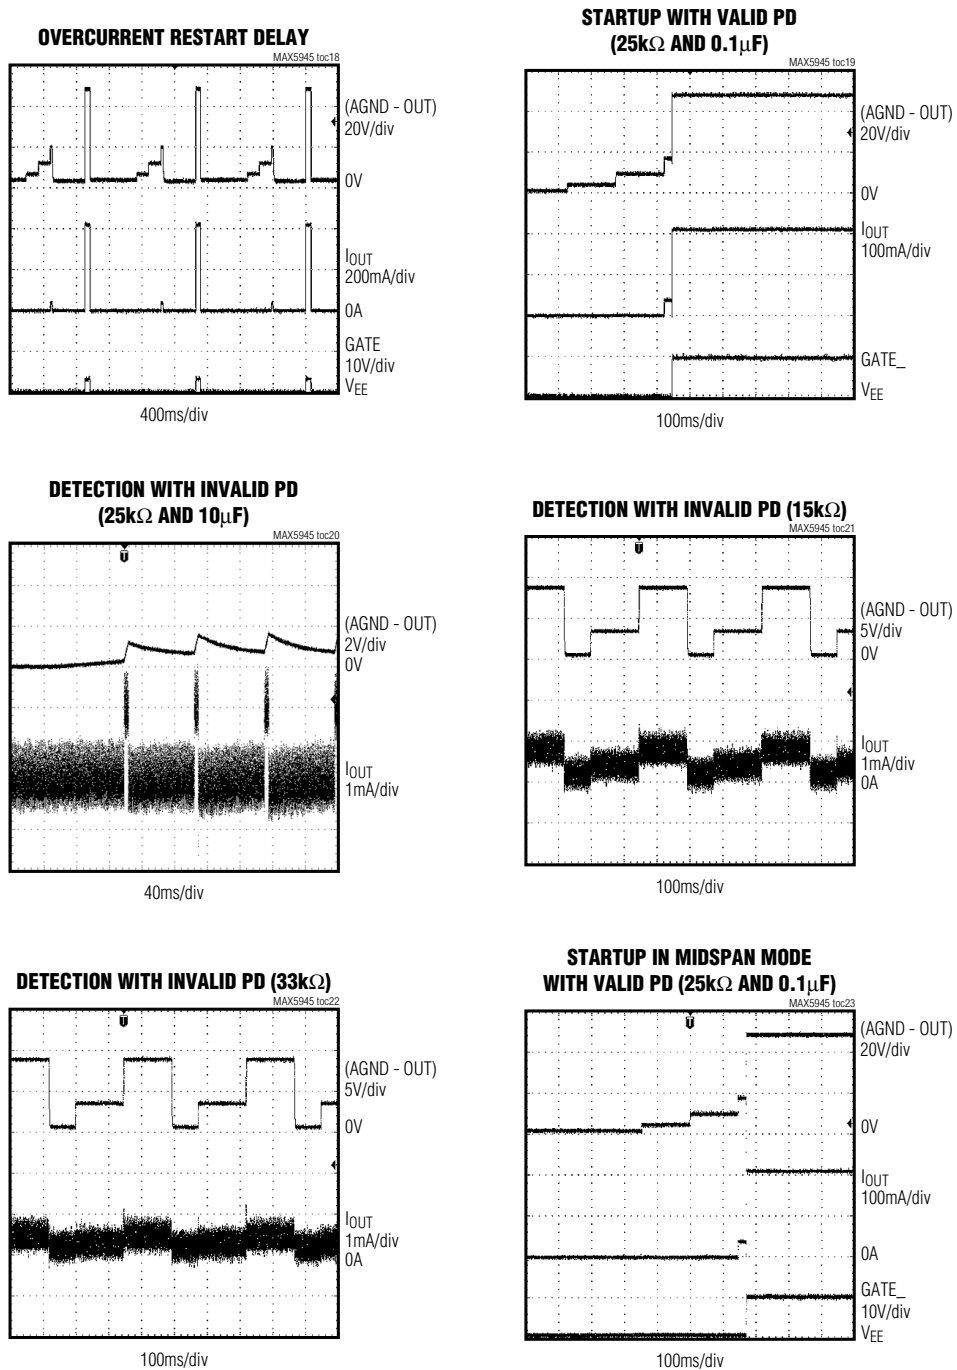 OVERCURRENT RESTART DELAY
MAX5945 toc18
(AGND - OUT)
20V/div
0V
IOUT
200mA/div
0A
GATE
10V/div
VEE
400ms/div
STARTUP WITH VALID PD
(25kΩ AND 0.1μF)
MAX5945 toc19
(AGND - OUT)
20V/div
0V
IOUT
100mA/div
GATE_
VEE
100ms/div
DETECTION WITH INVALID PD
(25kΩ AND 10μF)
MAX5945 toc20
T
(AGND - OUT)
2V/div
0V
IOUT
1mA/div
40ms/div
DETECTION WITH INVALID PD (15kΩ)
MAX5945 toc21
T
(AGND - OUT)
5V/div
0V
IOUT
1mA/div
0A
100ms/div
DETECTION WITH INVALID PD (33kΩ)
MAX5945 toc22
T
(AGND - OUT)
5V/div
0V
IOUT
1mA/div
0A
100ms/div
STARTUP IN MIDSPAN MODE
WITH VALID PD (25kΩ AND 0.1μF)
MAX5945 toc23
T
(AGND - OUT)
20V/div
0V
IOUT
100mA/div
0A
GATE_
10V/div
VEE
100ms/div